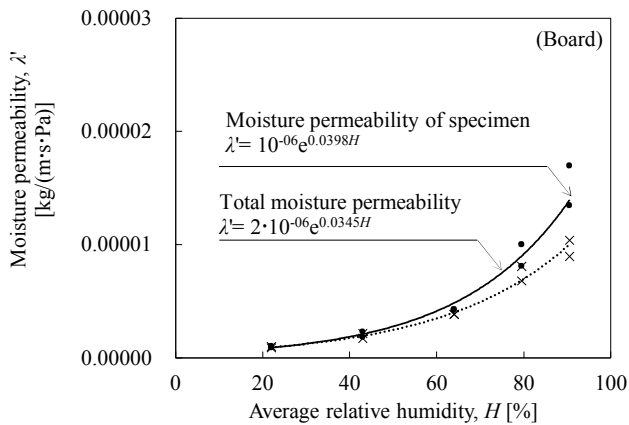 0.00003
(Board)
Moisture permeability of specimen
λ'= 10⁻⁰⁶e⁰·⁰³⁹⁸ᴴ
0.00002
Total moisture permeability
λ'= 2·10⁻⁰⁶e⁰·⁰³⁴⁵ᴴ
0.00001
0.00000
0 20 40 60 80 100
Average relative humidity, H [%]
Moisture permeability, λ'
[kg/(m·s·Pa)]